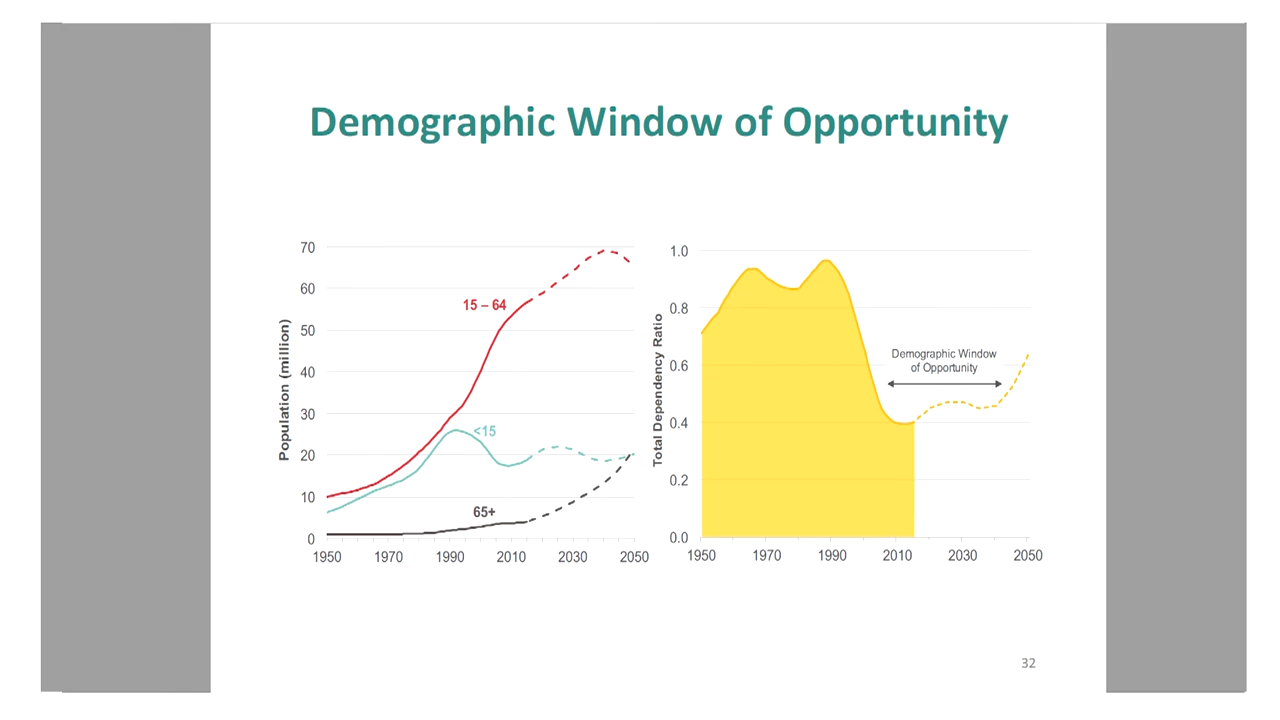 Demographic Window of Opportunity
Population (million)
70
60
50
40
30
20
10
0
15 – 64
<15
65+
1950 1970 1990 2010 2030 2050
Total Dependency Ratio
1.0
0.8
0.6
0.4
0.2
0.0
Demographic Window
of Opportunity
1950 1970 1990 2010 2030 2050
32